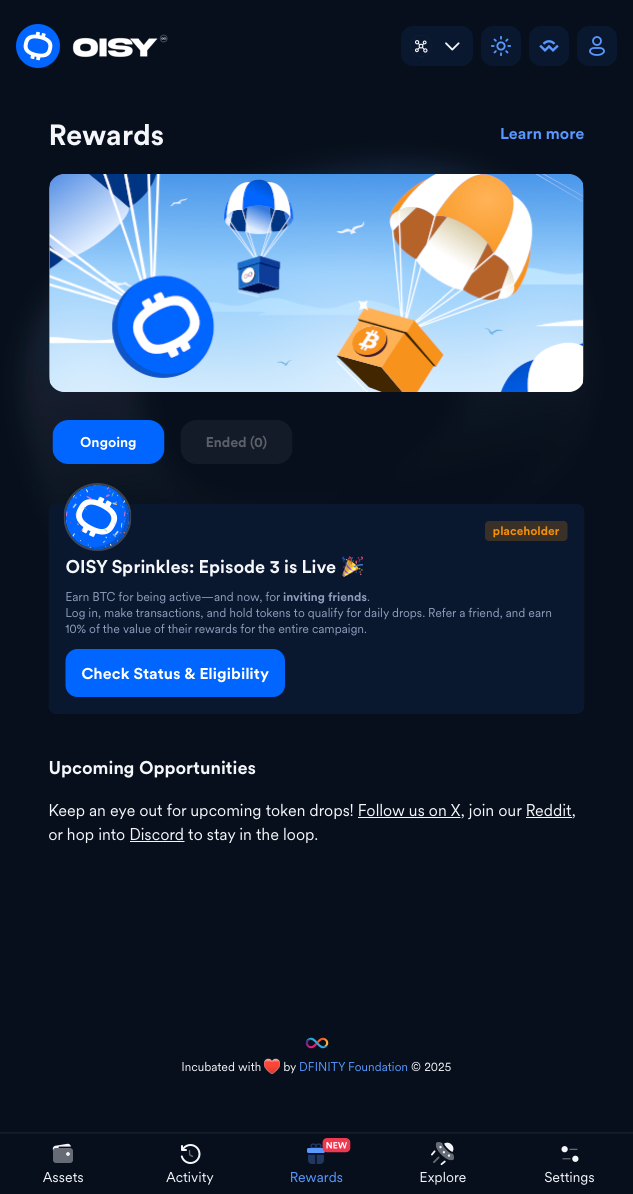 OISY
Rewards
Learn more
Ongoing
Ended (0)
placeholder
OISY Sprinkles: Episode 3 is Live 🎉
Earn BTC for being active—and now, for inviting friends.
Log in, make transactions, and hold tokens to qualify for daily drops. Refer a friend, and earn
10% of the value of their rewards for the entire campaign.
Check Status & Eligibility
Upcoming Opportunities
Keep an eye out for upcoming token drops! Follow us on X, join our Reddit,
or hop into Discord to stay in the loop.
Incubated with ❤️ by DFINITY Foundation © 2025
NEW
Assets
Activity
Rewards
Explore
Settings